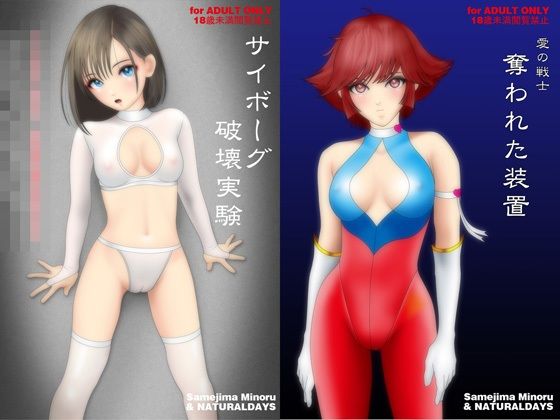 for ADULT ONLY
18歳未満閲覧禁止
サイボーグ
破壊実験
Samejima Minoru
& NATURALDAYS
for ADULT ONLY
18歳未満閲覧禁止
愛の戦士
奪われた装置
Samejima Minoru
& NATURALDAYS